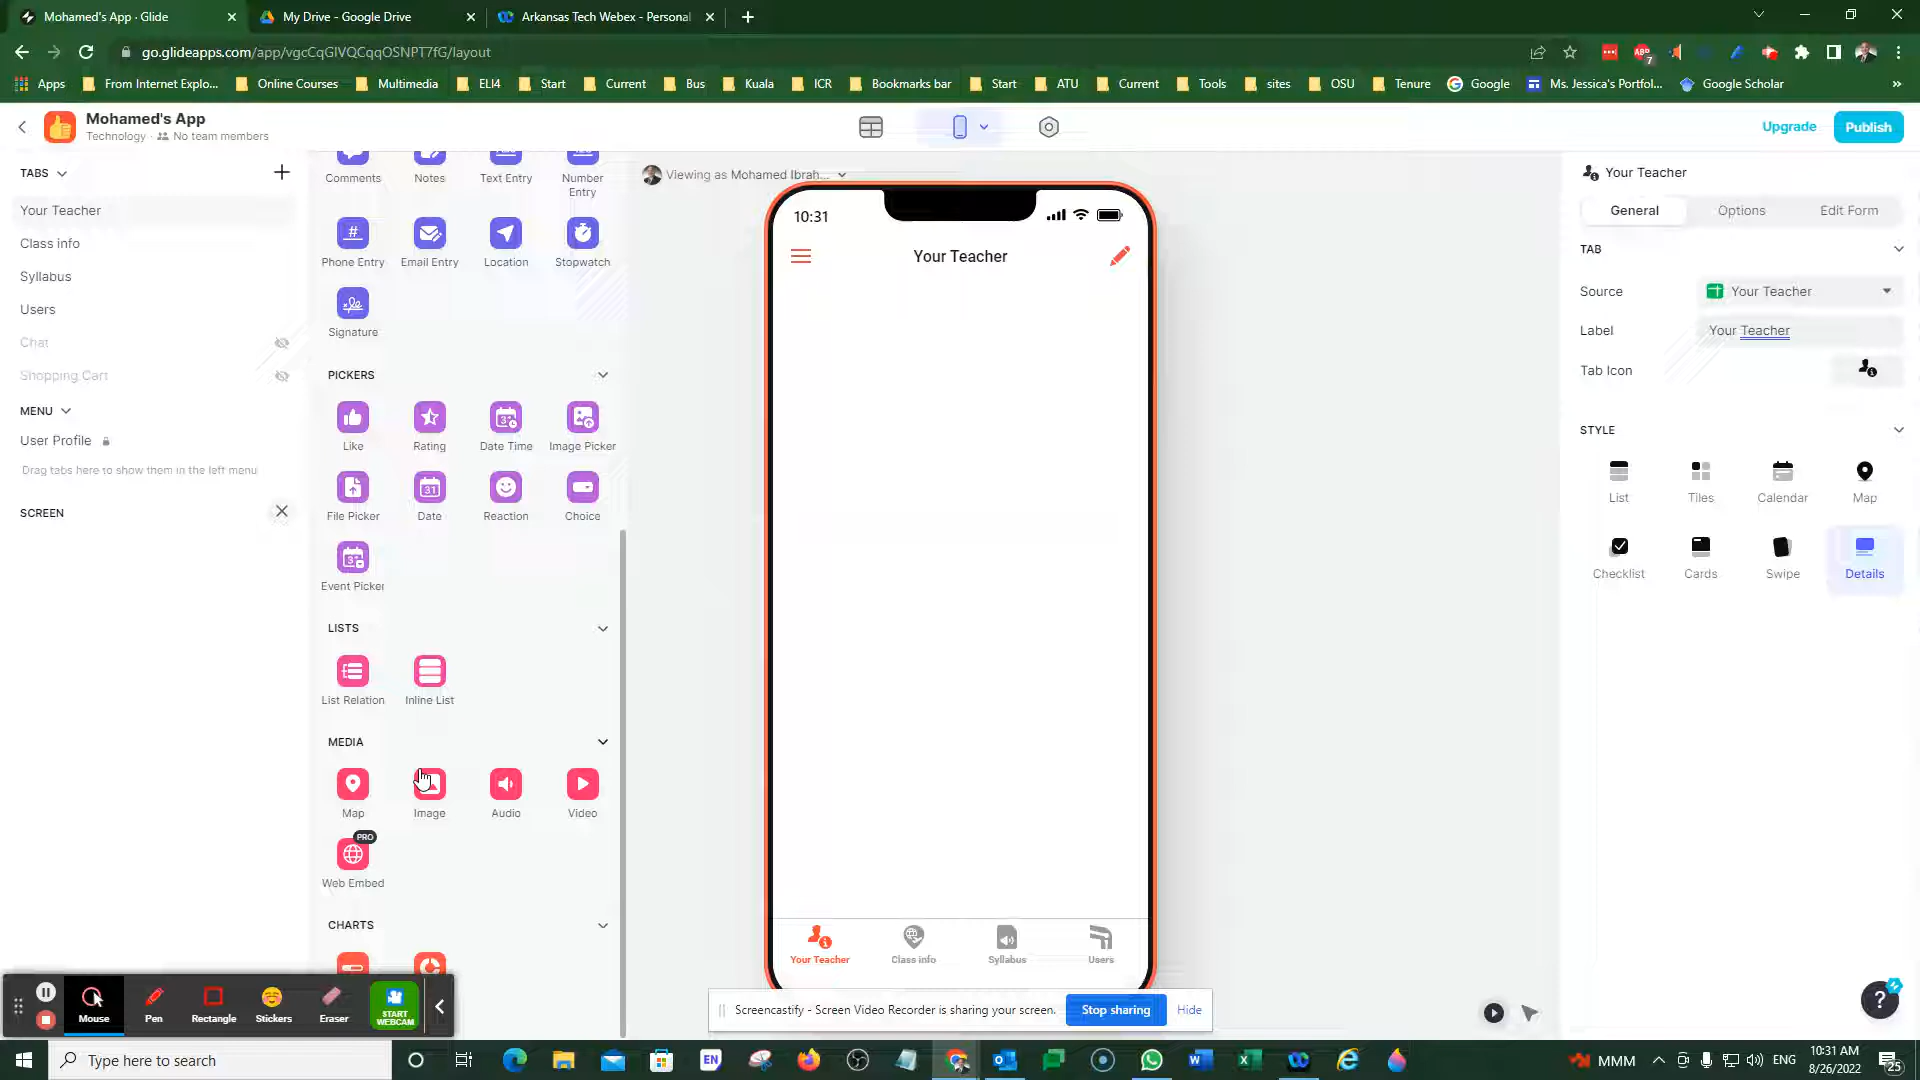 Mohamed's App · Glide
My Drive - Google Drive
Arkansas Tech Webex - Personal
go.glideapps.com/app/vgcCqGlVQCqqOSNPT7fG/layout
ABP
7
Apps
From Internet Explo...
Online Courses
Multimedia
ELI4
Start
Current
Bus
Kuala
ICR
Bookmarks bar
Start
ATU
Current
Tools
sites
OSU
Tenure
Google
Ms. Jessica's Portfol...
Google Scholar
»
Mohamed's App
Technology · No team members
Upgrade
Publish
TABS
Your Teacher
Class info
Syllabus
Users
Chat
Shopping Cart
MENU
User Profile
Drag tabs here to show them in the left menu
SCREEN
Comments
Notes
Text Entry
Number Entry
Phone Entry
Email Entry
Location
Stopwatch
Signature
PICKERS
Like
Rating
Date Time
Image Picker
File Picker
Date
Reaction
Choice
Event Picker
LISTS
List Relation
Inline List
MEDIA
Map
Image
Audio
Video
PRO
Web Embed
CHARTS
Viewing as Mohamed Ibrah...
10:31
Your Teacher
Your Teacher
Class info
Syllabus
Users
Your Teacher
General
Options
Edit Form
TAB
Source
Your Teacher
Label
Your Teacher
Tab Icon
STYLE
List
Tiles
Calendar
Map
Checklist
Cards
Swipe
Details
Mouse
Pen
Rectangle
Stickers
Eraser
START WEBCAM
Screencastify - Screen Video Recorder is sharing your screen.
Stop sharing
Hide
?
Type here to search
EN
MMM
ENG
10:31 AM
8/26/2022
25